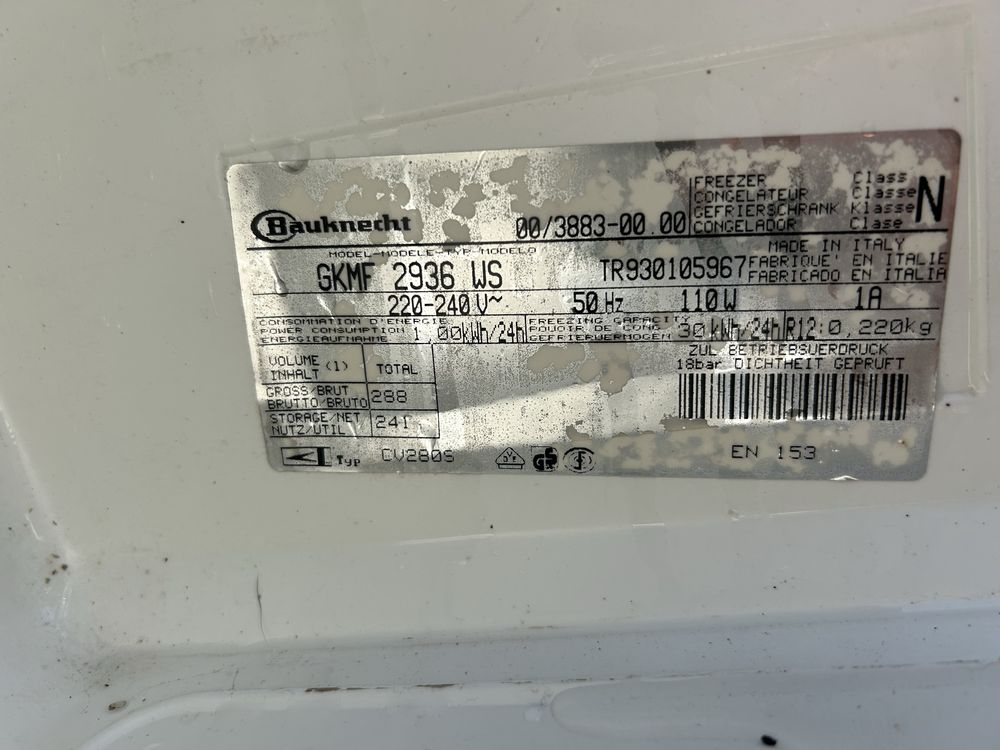 Bauknecht
00/3883-00.00
FREEZER Class
CONGELATEUR Classe
GEFRIERSCHRANK Klasse
CONGELADOR Clase
N
MODEL-MODELE-TYP-MODELO
GKMF 2936 WS
TR930105967
MADE IN ITALY
FABRIQUE' EN ITALIE
FABRICADO EN ITALIA
220-240 V~ 50 Hz 110 W 1A
CONSOMMATION D'ENERGIE
POWER CONSUMPTION
ENERGIEAUFNAHME
1,00kWh/24h
FREEZING CAPACITY
POUVOIR DE CONG
GEFRIERVERMOGEN
30 kWh/24h
R12:0,220kg
VOLUME (1)
INHALT
TOTAL
GROSS/BRUT
BRUTTO/BRUTO
288
STORAGE/NET
NUTZ/UTIL
241
ZUL BETRIEBSUERDRUCK
18bar DICHTHEIT GEPRUFT
Typ CV280S
VDE
GS
EN 153